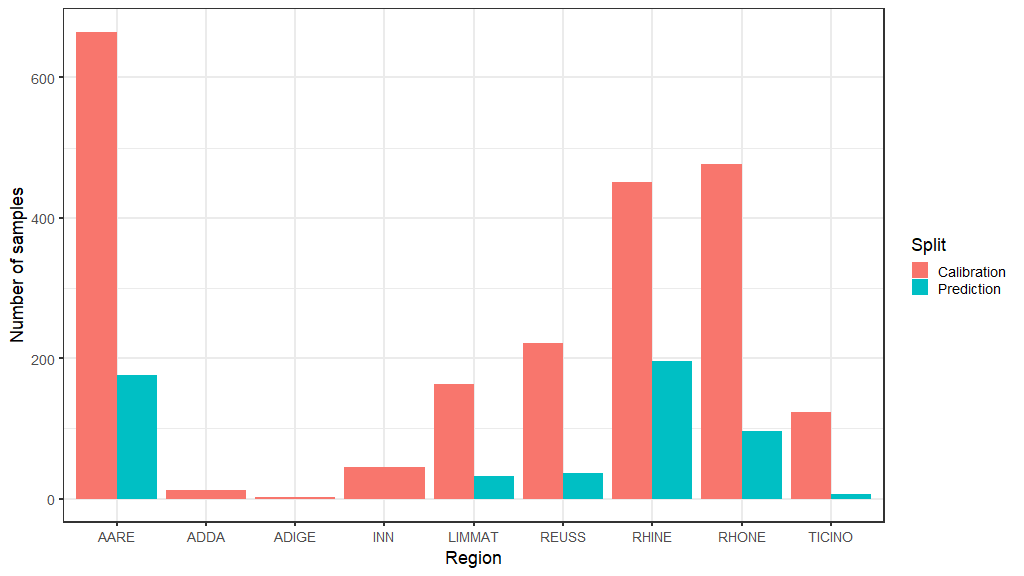 Number of samples
600
400
200
0
AARE ADDA ADIGE INN LIMMAT REUSS RHINE RHONE TICINO
Region
Split
Calibration
Prediction